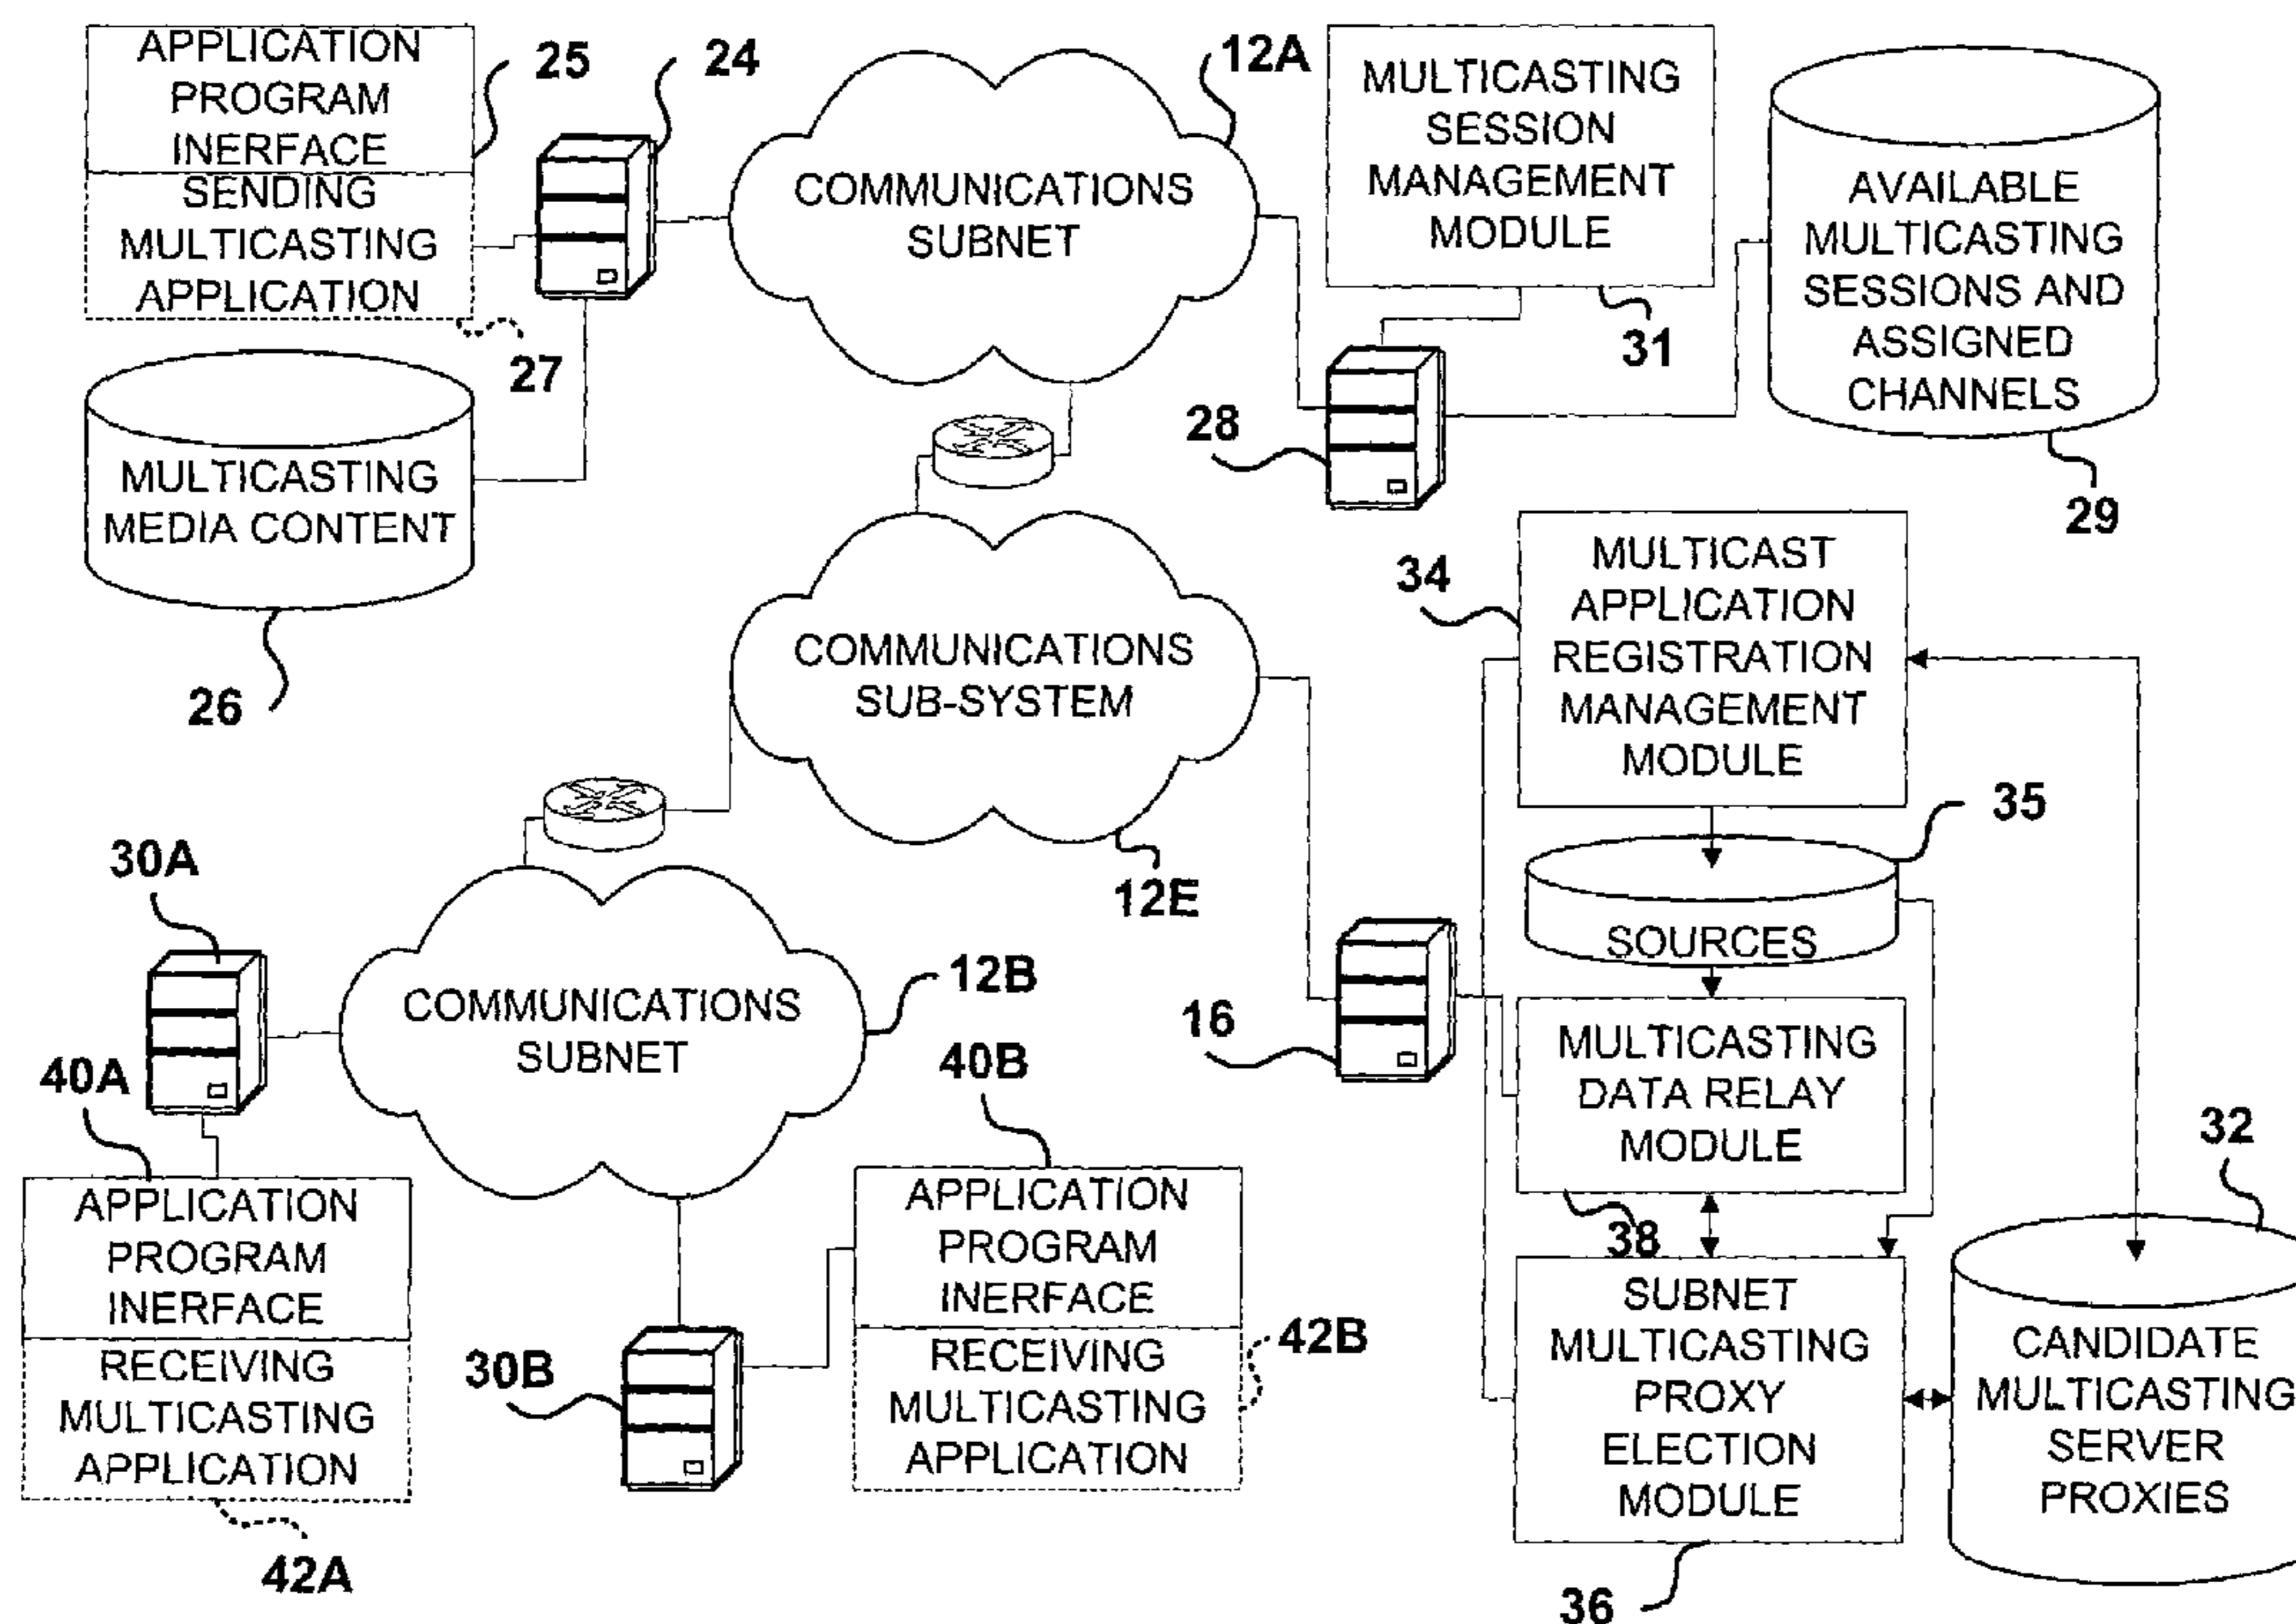 APPLICATION
PROGRAM
INERFACE
25
SENDING
MULTICASTING
APPLICATION
27
24
MULTICASTING
MEDIA CONTENT
26
COMMUNICATIONS
SUBNET
12A
MULTICASTING
SESSION
MANAGEMENT
MODULE
31
28
AVAILABLE
MULTICASTING
SESSIONS AND
ASSIGNED
CHANNELS
29
COMMUNICATIONS
SUB-SYSTEM
12E
34
MULTICAST
APPLICATION
REGISTRATION
MANAGEMENT
MODULE
35
SOURCES
16
MULTICASTING
DATA RELAY
MODULE
38
SUBNET
MULTICASTING
PROXY
ELECTION
MODULE
36
32
CANDIDATE
MULTICASTING
SERVER
PROXIES
30A
COMMUNICATIONS
SUBNET
12B
40A
APPLICATION
PROGRAM
INERFACE
RECEIVING
MULTICASTING
APPLICATION
42A
30B
40B
APPLICATION
PROGRAM
INERFACE
RECEIVING
MULTICASTING
APPLICATION
42B